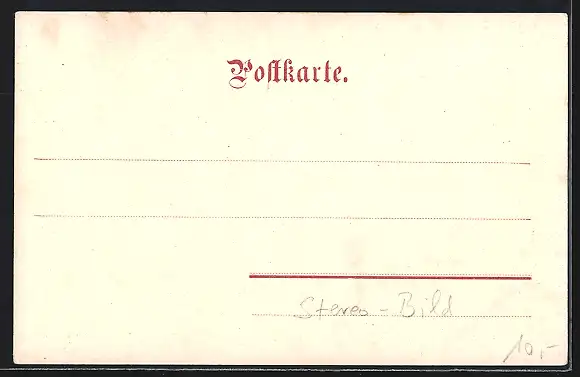 Postkarte.
Stereo-Bild
10,-